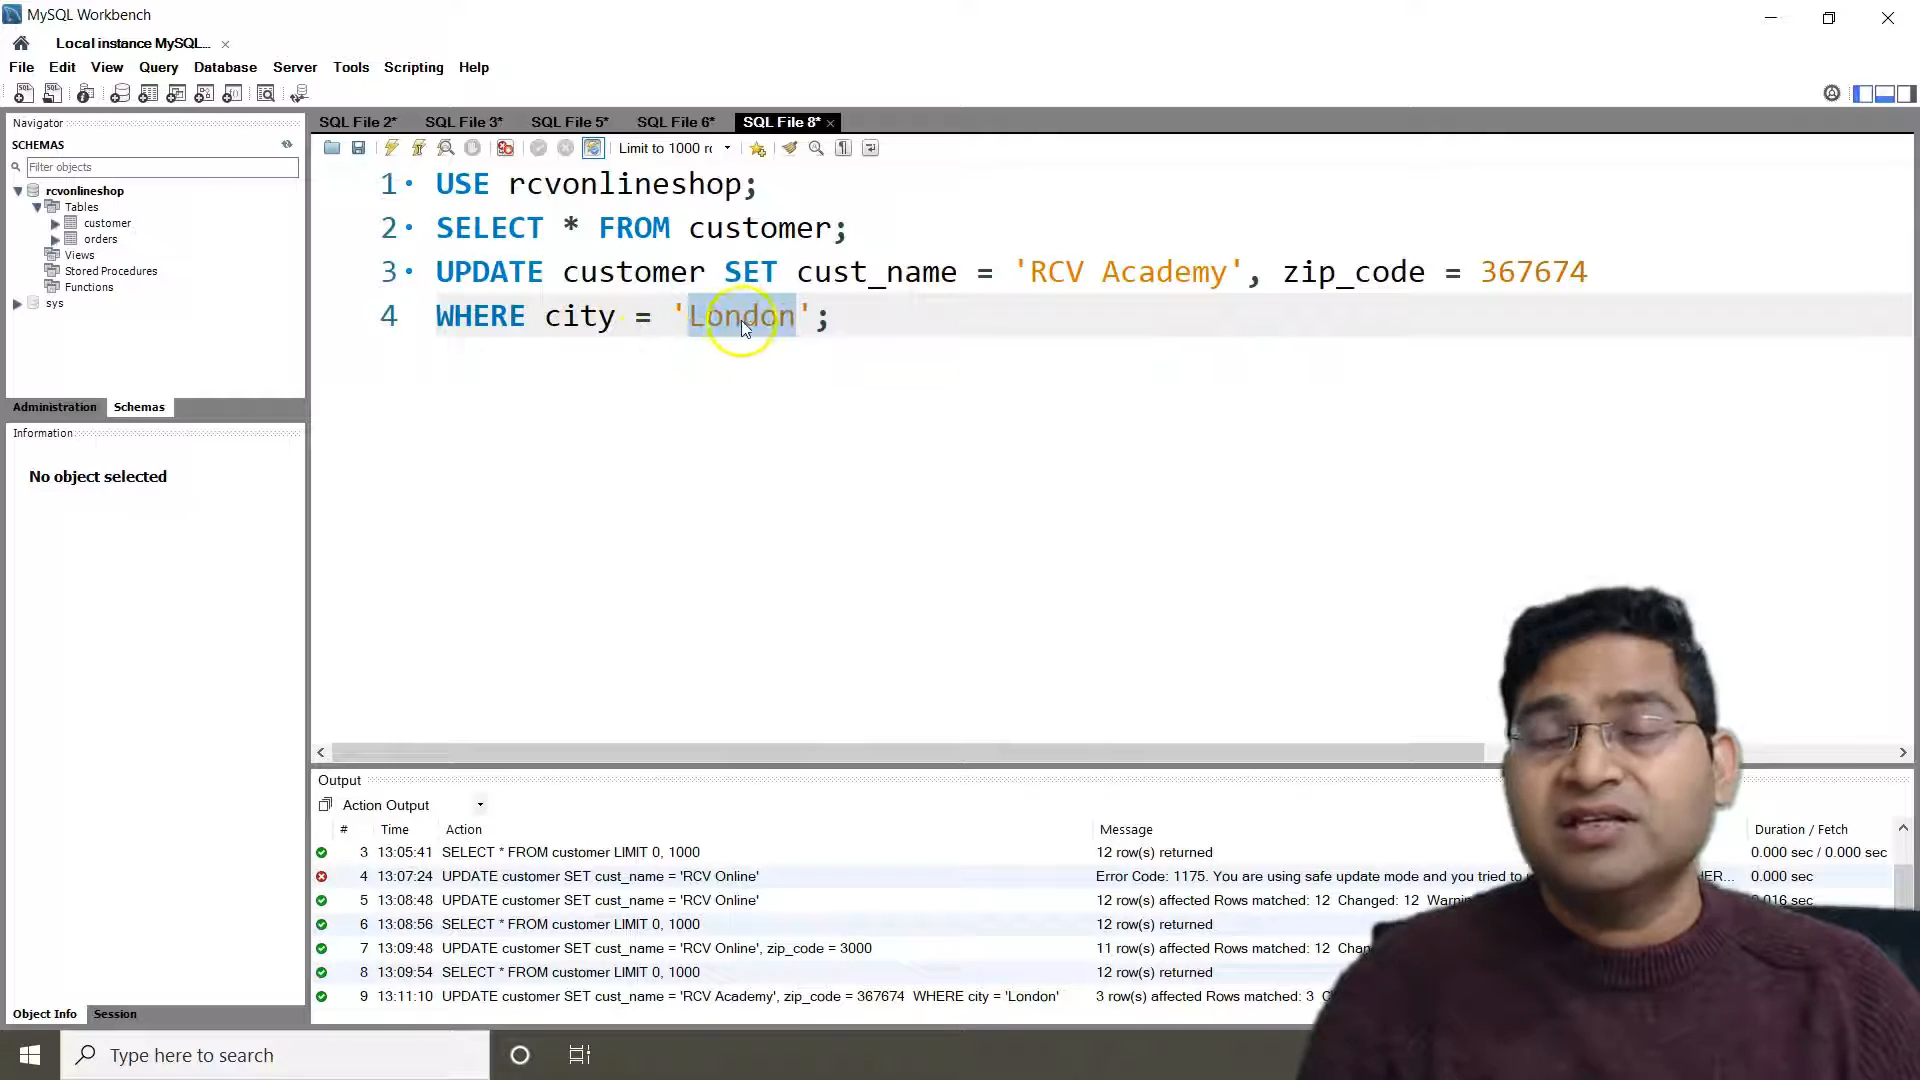 MySQL Workbench
Local instance MySQL...
File Edit View Query Database Server Tools Scripting Help
Navigator
SCHEMAS
Filter objects
rcvonlineshop
Tables
customer
orders
Views
Stored Procedures
Functions
sys
Administration Schemas
Information
No object selected
Object Info Session
SQL File 2* SQL File 3* SQL File 5* SQL File 6* SQL File 8*
Limit to 1000 rc
1 USE rcvonlineshop;
2 SELECT * FROM customer;
3 UPDATE customer SET cust_name = 'RCV Academy', zip_code = 367674
4 WHERE city = 'London';
Output
Action Output
# Time Action Message Duration / Fetch
3 13:05:41 SELECT * FROM customer LIMIT 0, 1000 12 row(s) returned 0.000 sec / 0.000 sec
4 13:07:24 UPDATE customer SET cust_name = 'RCV Online' Error Code: 1175. You are using safe update mode and you tried to ... 0.000 sec
5 13:08:48 UPDATE customer SET cust_name = 'RCV Online' 12 row(s) affected Rows matched: 12 Changed: 12 sec
6 13:08:56 SELECT * FROM customer LIMIT 0, 1000 12 row(s) returned
7 13:09:48 UPDATE customer SET cust_name = 'RCV Online', zip_code = 3000 11 row(s) affected Rows matched: 12
8 13:09:54 SELECT * FROM customer LIMIT 0, 1000 12 row(s) returned
9 13:11:10 UPDATE customer SET cust_name = 'RCV Academy', zip_code = 367674 WHERE city = 'London' 3 row(s) affected Rows matched: 3
Type here to search